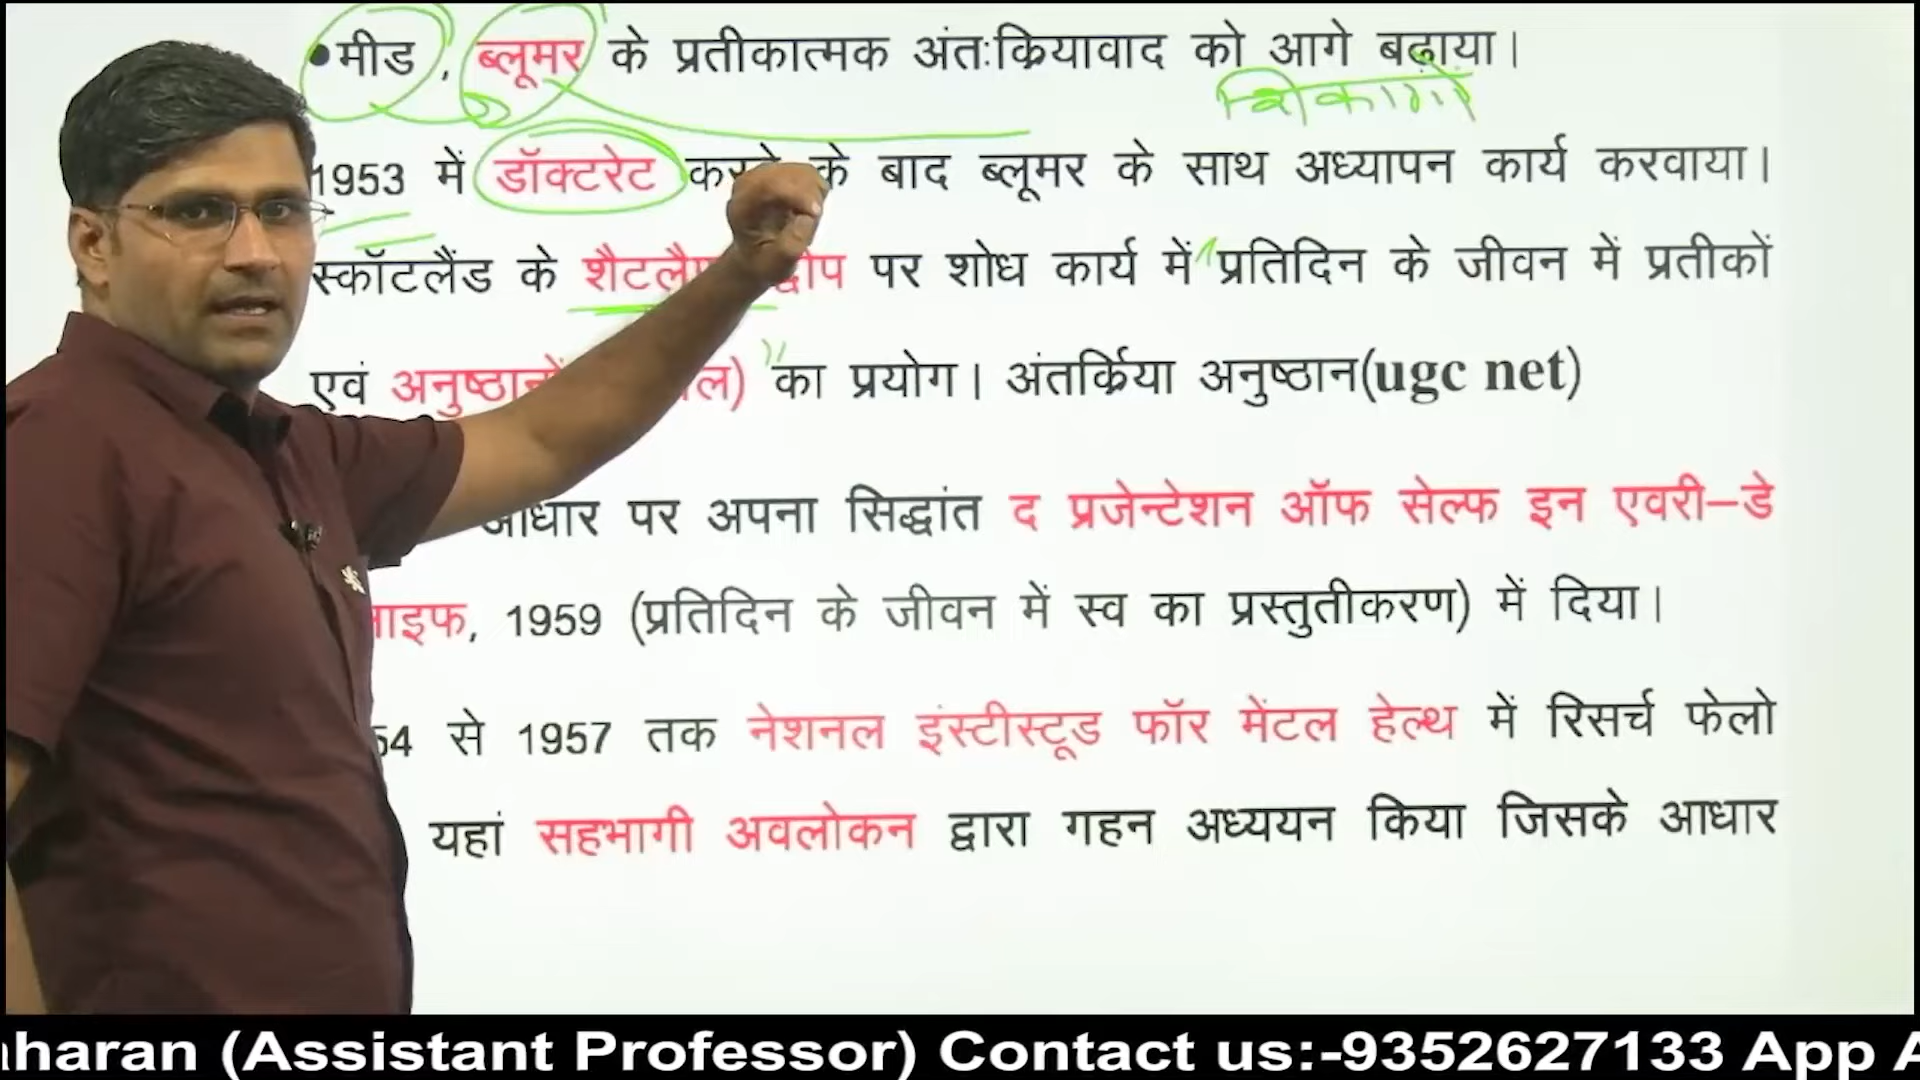 •मीड, ब्लूमर के प्रतीकात्मक अंतःक्रियावाद को आगे बढ़ाया।
शिकागो
1953 में डॉक्टरेट करने के बाद ब्लूमर के साथ अध्यापन कार्य करवाया।
स्कॉटलैंड के द्वीप पर शोध कार्य में "प्रतिदिन के जीवन में प्रतीकों
एवं अनुष्ठानों ल)" का प्रयोग। अंतर्क्रिया अनुष्ठान(ugc net)
आधार पर अपना सिद्धांत द प्रजेन्टेशन ऑफ सेल्फ इन एवरी–डे
लाइफ, 1959 (प्रतिदिन के जीवन में स्व का प्रस्तुतीकरण) में दिया।
54 से 1957 तक नेशनल इंस्टीस्टूड फॉर मेंटल हेल्थ में रिसर्च फेलो
यहां सहभागी अवलोकन द्वारा गहन अध्ययन किया जिसके आधार
aharan (Assistant Professor) Contact us:-9352627133 App A